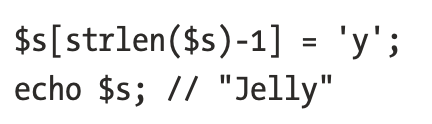 $s[strlen($s)-1] = 'y';
echo $s; // "Jelly"